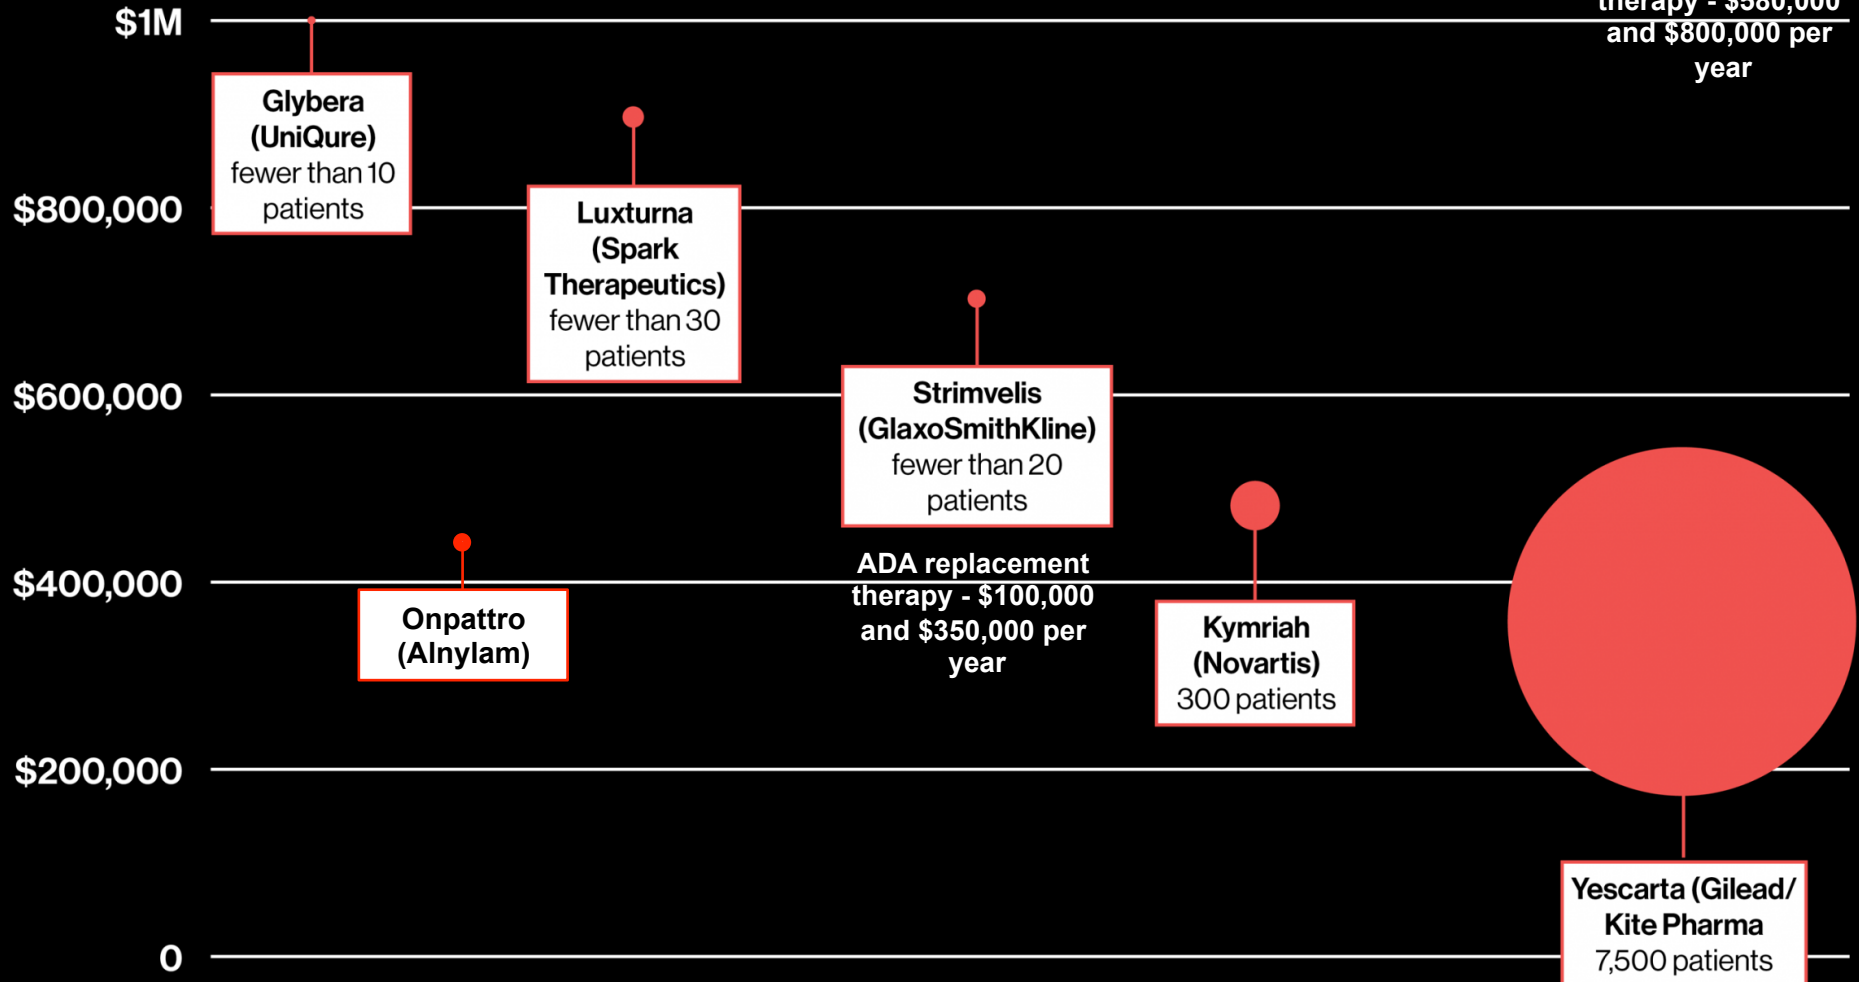 $1M
therapy - $580,000
and $800,000 per
year
Glybera
(UniQure)
fewer than 10
patients
$800,000
Luxturna
(Spark
Therapeutics)
fewer than 30
patients
$600,000
Strimvelis
(GlaxoSmithKline)
fewer than 20
patients
ADA replacement
therapy - $100,000
and $350,000 per
year
$400,000
Onpattro
(Alnylam)
Kymriah
(Novartis)
300 patients
$200,000
Yescarta (Gilead/
Kite Pharma
7,500 patients
0